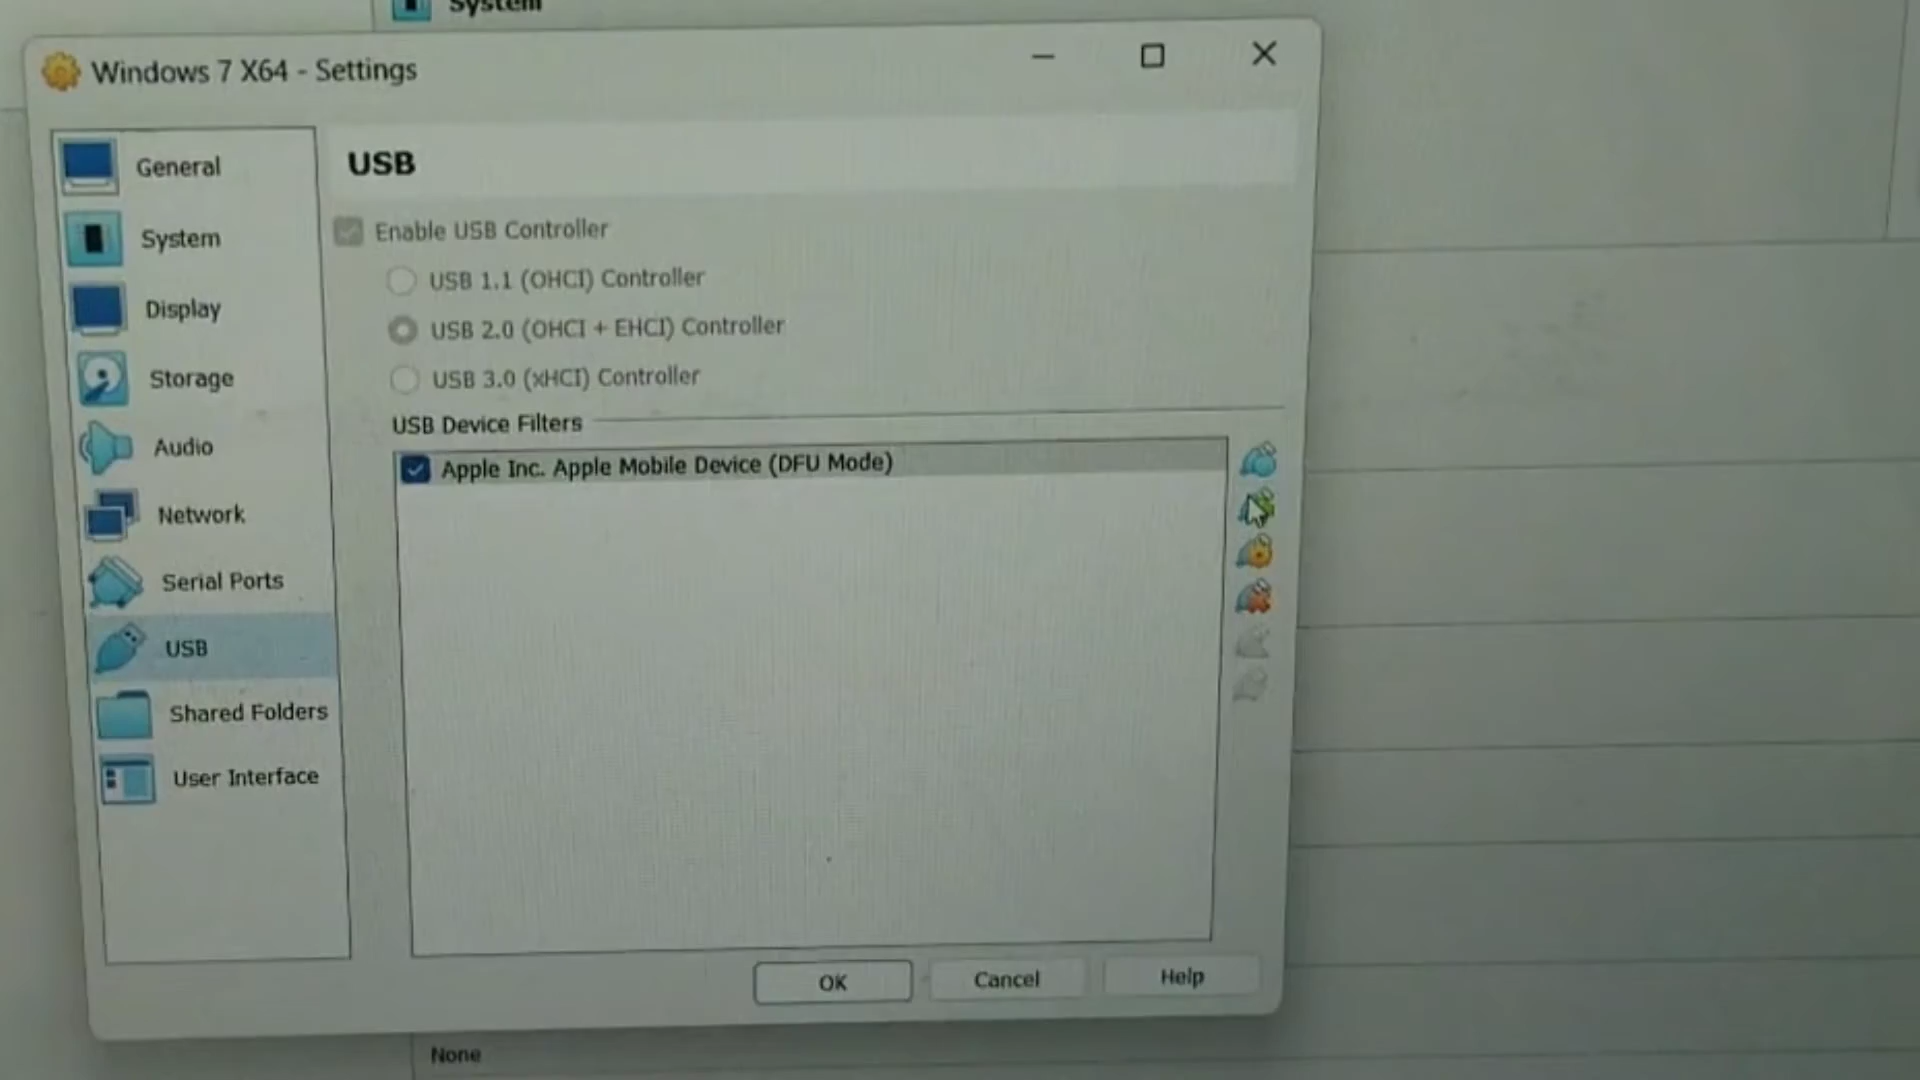 System
Windows 7 X64 - Settings
General
System
Display
Storage
Audio
Network
Serial Ports
USB
Shared Folders
User Interface
USB
Enable USB Controller
USB 1.1 (OHCI) Controller
USB 2.0 (OHCI + EHCI) Controller
USB 3.0 (xHCI) Controller
USB Device Filters
Apple Inc. Apple Mobile Device (DFU Mode)
OK
Cancel
Help
None